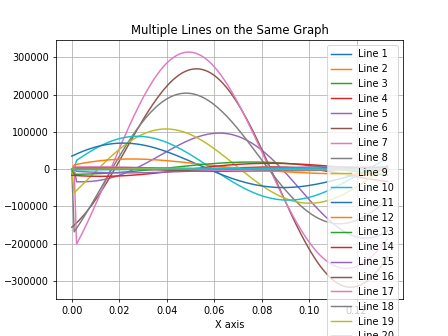 Multiple Lines on the Same Graph
300000
200000
100000
0
−100000
−200000
−300000
0.00
0.02
0.04
0.06
0.08
0.10
X axis
Line 1
Line 2
Line 3
Line 4
Line 5
Line 6
Line 7
Line 8
Line 9
Line 10
Line 11
Line 12
Line 13
Line 14
Line 15
Line 16
Line 17
Line 18
Line 19
Line 20